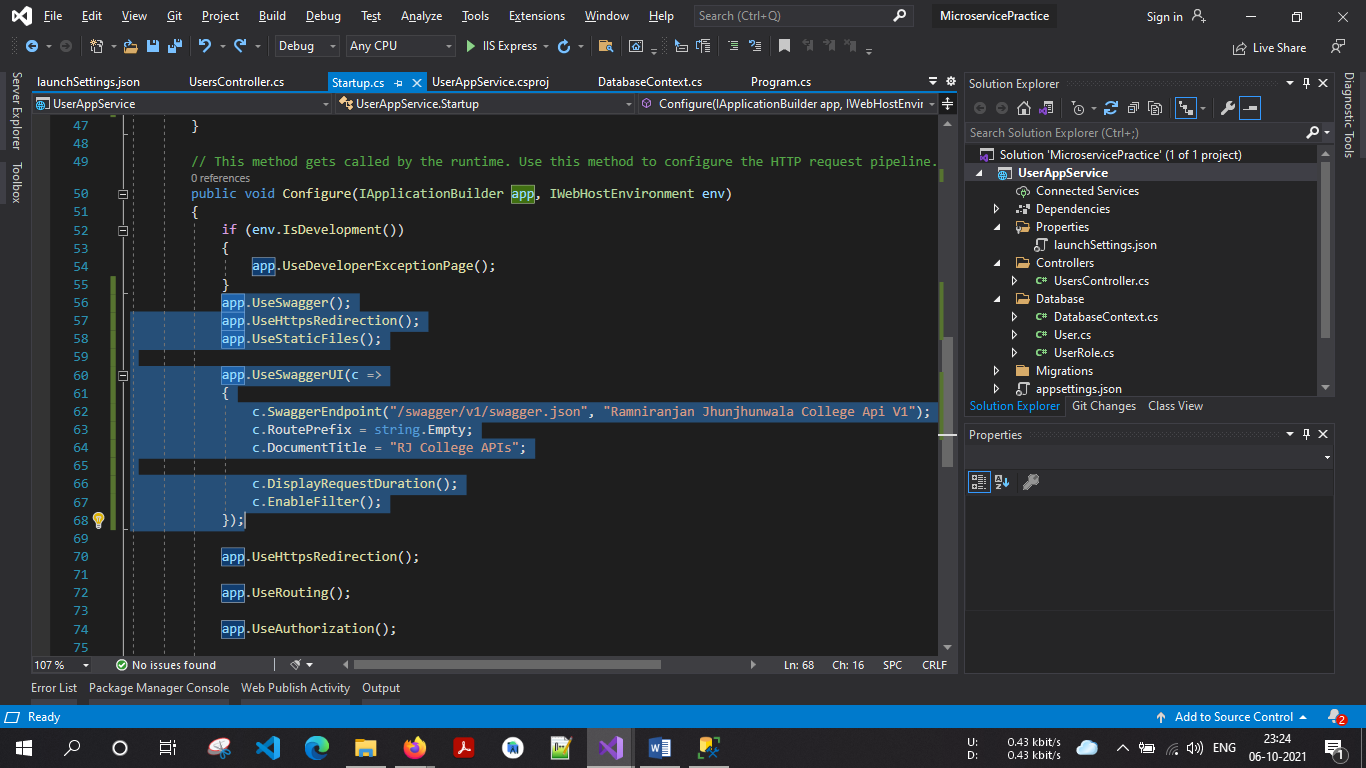 File Edit View Git Project Build Debug Test Analyze Tools Extensions Window Help Search (Ctrl+Q) MicroservicePractice Sign in
Debug Any CPU IIS Express Live Share
Server Explorer
Toolbox
launchSettings.json UsersController.cs Startup.cs UserAppService.csproj DatabaseContext.cs Program.cs
UserAppService UserAppService.Startup Configure(IApplicationBuilder app, IWebHostEnvir
47 }
48
49 // This method gets called by the runtime. Use this method to configure the HTTP request pipeline.
0 references
50 public void Configure(IApplicationBuilder app, IWebHostEnvironment env)
51 {
52 if (env.IsDevelopment())
53 {
54 app.UseDeveloperExceptionPage();
55 }
56 app.UseSwagger();
57 app.UseHttpsRedirection();
58 app.UseStaticFiles();
59
60 app.UseSwaggerUI(c =>
61 {
62 c.SwaggerEndpoint("/swagger/v1/swagger.json", "Ramniranjan Jhunjhunwala College Api V1");
63 c.RoutePrefix = string.Empty;
64 c.DocumentTitle = "RJ College APIs";
65
66 c.DisplayRequestDuration();
67 c.EnableFilter();
68 });
69
70 app.UseHttpsRedirection();
71
72 app.UseRouting();
73
74 app.UseAuthorization();
75
107 % No issues found Ln: 68 Ch: 16 SPC CRLF
Error List Package Manager Console Web Publish Activity Output
Solution Explorer
Search Solution Explorer (Ctrl+;)
Solution 'MicroservicePractice' (1 of 1 project)
UserAppService
Connected Services
Dependencies
Properties
launchSettings.json
Controllers
C# UsersController.cs
Database
C# DatabaseContext.cs
C# User.cs
C# UserRole.cs
Migrations
appsettings.json
Solution Explorer Git Changes Class View
Properties
Diagnostic Tools
Ready Add to Source Control 2
U: 0.43 kbit/s
D: 0.43 kbit/s
ENG
23:24
06-10-2021
1